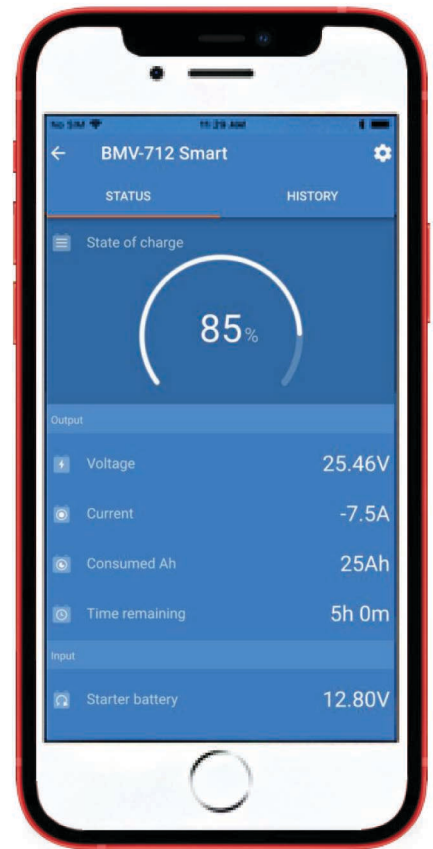 No SIM 11:29 AM
BMV-712 Smart
STATUS HISTORY
State of charge
85%
Output
Voltage 25.46V
Current -7.5A
Consumed Ah 25Ah
Time remaining 5h 0m
Input
Starter battery 12.80V